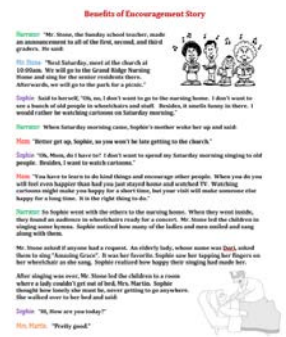 Benefits of Encouragement Story
Narrator "Mr. Stone, the Sunday school teacher, made
an announcement to all of the first, second, and third
graders. He said:
Mr. Stone "Next Saturday, meet at the church at
10:00am. We will go to the Grand Ridge Nursing
Home and sing for the senior residents there.
Afterwards, we will go to the park for a picnic."
Sophie Said to herself, "Oh, no, I don't want to go to the nursing home. I don't want to
see a bunch of old people in wheelchairs and stuff. Besides, it smells funny in there. I
would rather be watching cartoons on Saturday morning."
Narrator When Saturday morning came, Sophie's mother woke her up and said:
Mom "Better get up, Sophie, so you won't be late getting to the church."
Sophie "Oh, Mom, do I have to? I don't want to spend my Saturday morning singing to old
people. Besides, I want to watch cartoons."
Mom "You have to learn to do kind things and encourage other people. When you do you
will feel even happier than had you just stayed home and watched TV. Watching
cartoons might make you happy for a short time, but your visit will make someone else
happy for a long time. It is the right thing to do."
Narrator So Sophie went with the others to the nursing home. When they went inside,
they found an audience in wheelchairs ready for a concert. Mr. Stone led the children in
singing some hymns. Sophie noticed how many of the ladies and men smiled and sang
along with them.
Mr. Stone asked if anyone had a request. An elderly lady, whose name was Dori, asked
them to sing "Amazing Grace". It was her favorite. Sophie saw her tapping her fingers on
her wheelchair as she sang. Sophie realized how happy their singing had made her.
After singing was over, Mr. Stone led the children to a room
where a lady couldn't get out of bed, Mrs. Martin. Sophie
thought how lonely she must be, never getting to go anywhere.
She walked over to her bed and said:
Sophie "Hi, How are you today?"
Mrs. Martin "Pretty good."